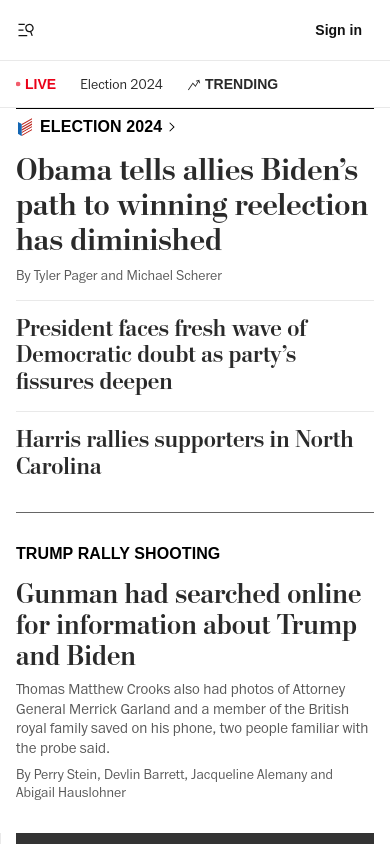 Sign in
LIVE
Election 2024
TRENDING
ELECTION 2024
Obama tells allies Biden’s
path to winning reelection
has diminished
By Tyler Pager and Michael Scherer
President faces fresh wave of
Democratic doubt as party’s
fissures deepen
Harris rallies supporters in North
Carolina
TRUMP RALLY SHOOTING
Gunman had searched online
for information about Trump
and Biden
Thomas Matthew Crooks also had photos of Attorney
General Merrick Garland and a member of the British
royal family saved on his phone, two people familiar with
the probe said.
By Perry Stein, Devlin Barrett, Jacqueline Alemany and
Abigail Hauslohner